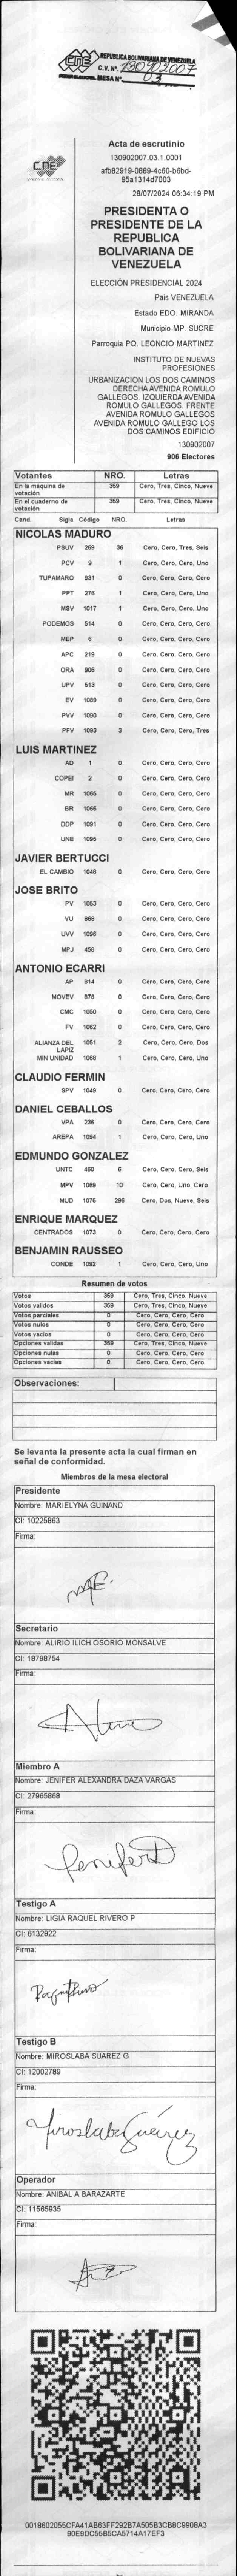 CNE
REPUBLICA BOLIVARIANA DE VENEZUELA
C.V. Nº 130902007
MESA Nº 3
CNE
Acta de escrutinio
130902007.03.1.0001
afb82919-0889-4c60-b6bd-
95a1314d7003
28/07/2024 06:34:19 PM
PRESIDENTA O
PRESIDENTE DE LA
REPUBLICA
BOLIVARIANA DE
VENEZUELA
ELECCIÓN PRESIDENCIAL 2024
Pais VENEZUELA
Estado EDO. MIRANDA
Municipio MP. SUCRE
Parroquia PQ. LEONCIO MARTINEZ
INSTITUTO DE NUEVAS
PROFESIONES
URBANIZACION LOS DOS CAMINOS
DERECHA AVENIDA ROMULO
GALLEGOS. IZQUIERDA AVENIDA
ROMULO GALLEGOS. FRENTE
AVENIDA ROMULO GALLEGOS
AVENIDA ROMULO GALLEGO LOS
DOS CAMINOS EDIFICIO
130902007
906 Electores
Votantes NRO. Letras
En la máquina de votación 359 Cero, Tres, Cinco, Nueve
En el cuaderno de votación 359 Cero, Tres, Cinco, Nueve
Cand. Sigla Código NRO. Letras
NICOLAS MADURO
PSUV 269 36 Cero, Cero, Tres, Seis
PCV 9 1 Cero, Cero, Cero, Uno
TUPAMARO 931 0 Cero, Cero, Cero, Cero
PPT 276 1 Cero, Cero, Cero, Uno
MSV 1017 1 Cero, Cero, Cero, Uno
PODEMOS 514 0 Cero, Cero, Cero, Cero
MEP 6 0 Cero, Cero, Cero, Cero
APC 219 0 Cero, Cero, Cero, Cero
ORA 906 0 Cero, Cero, Cero, Cero
UPV 513 0 Cero, Cero, Cero, Cero
EV 1089 0 Cero, Cero, Cero, Cero
PVV 1090 0 Cero, Cero, Cero, Cero
PFV 1093 3 Cero, Cero, Cero, Tres
LUIS MARTINEZ
AD 1 0 Cero, Cero, Cero, Cero
COPEI 2 0 Cero, Cero, Cero, Cero
MR 1065 0 Cero, Cero, Cero, Cero
BR 1066 0 Cero, Cero, Cero, Cero
DDP 1091 0 Cero, Cero, Cero, Cero
UNE 1095 0 Cero, Cero, Cero, Cero
JAVIER BERTUCCI
EL CAMBIO 1048 0 Cero, Cero, Cero, Cero
JOSE BRITO
PV 1053 0 Cero, Cero, Cero, Cero
VU 868 0 Cero, Cero, Cero, Cero
UVV 1096 0 Cero, Cero, Cero, Cero
MPJ 458 0 Cero, Cero, Cero, Cero
ANTONIO ECARRI
AP 814 0 Cero, Cero, Cero, Cero
MOVEV 878 0 Cero, Cero, Cero, Cero
CMC 1050 0 Cero, Cero, Cero, Cero
FV 1062 0 Cero, Cero, Cero, Cero
ALIANZA DEL LAPIZ 1051 2 Cero, Cero, Cero, Dos
MIN UNIDAD 1068 1 Cero, Cero, Cero, Uno
CLAUDIO FERMIN
SPV 1049 0 Cero, Cero, Cero, Cero
DANIEL CEBALLOS
VPA 236 0 Cero, Cero, Cero, Cero
AREPA 1094 1 Cero, Cero, Cero, Uno
EDMUNDO GONZALEZ
UNTC 460 6 Cero, Cero, Cero, Seis
MPV 1069 10 Cero, Cero, Uno, Cero
MUD 1075 296 Cero, Dos, Nueve, Seis
ENRIQUE MARQUEZ
CENTRADOS 1073 0 Cero, Cero, Cero, Cero
BENJAMIN RAUSSEO
CONDE 1092 1 Cero, Cero, Cero, Uno
Resumen de votos
Votos 359 Cero, Tres, Cinco, Nueve
Votos validos 359 Cero, Tres, Cinco, Nueve
Votos parciales 0 Cero, Cero, Cero, Cero
Votos nulos 0 Cero, Cero, Cero, Cero
Votos vacios 0 Cero, Cero, Cero, Cero
Opciones validas 359 Cero, Tres, Cinco, Nueve
Opciones nulas 0 Cero, Cero, Cero, Cero
Opciones vacias 0 Cero, Cero, Cero, Cero
Observaciones:
Se levanta la presente acta la cual firman en
señal de conformidad.
Miembros de la mesa electoral
Presidente
Nombre: MARIELYNA GUINAND
CI: 10225863
Firma:
Secretario
Nombre: ALIRIO ILICH OSORIO MONSALVE
CI: 18798754
Firma:
Miembro A
Nombre: JENIFER ALEXANDRA DAZA VARGAS
CI: 27965868
Firma:
Jenifer D
Testigo A
Nombre: LIGIA RAQUEL RIVERO P
CI: 6132922
Firma:
Testigo B
Nombre: MIROSLABA SUAREZ G
CI: 12002789
Firma:
Miroslaba Suárez
Operador
Nombre: ANIBAL A BARAZARTE
CI: 11565935
Firma:
0018602055CFA41AB63FF292B7A505B3CB8C9908A3
90E9DC55B5CA5714A17EF3